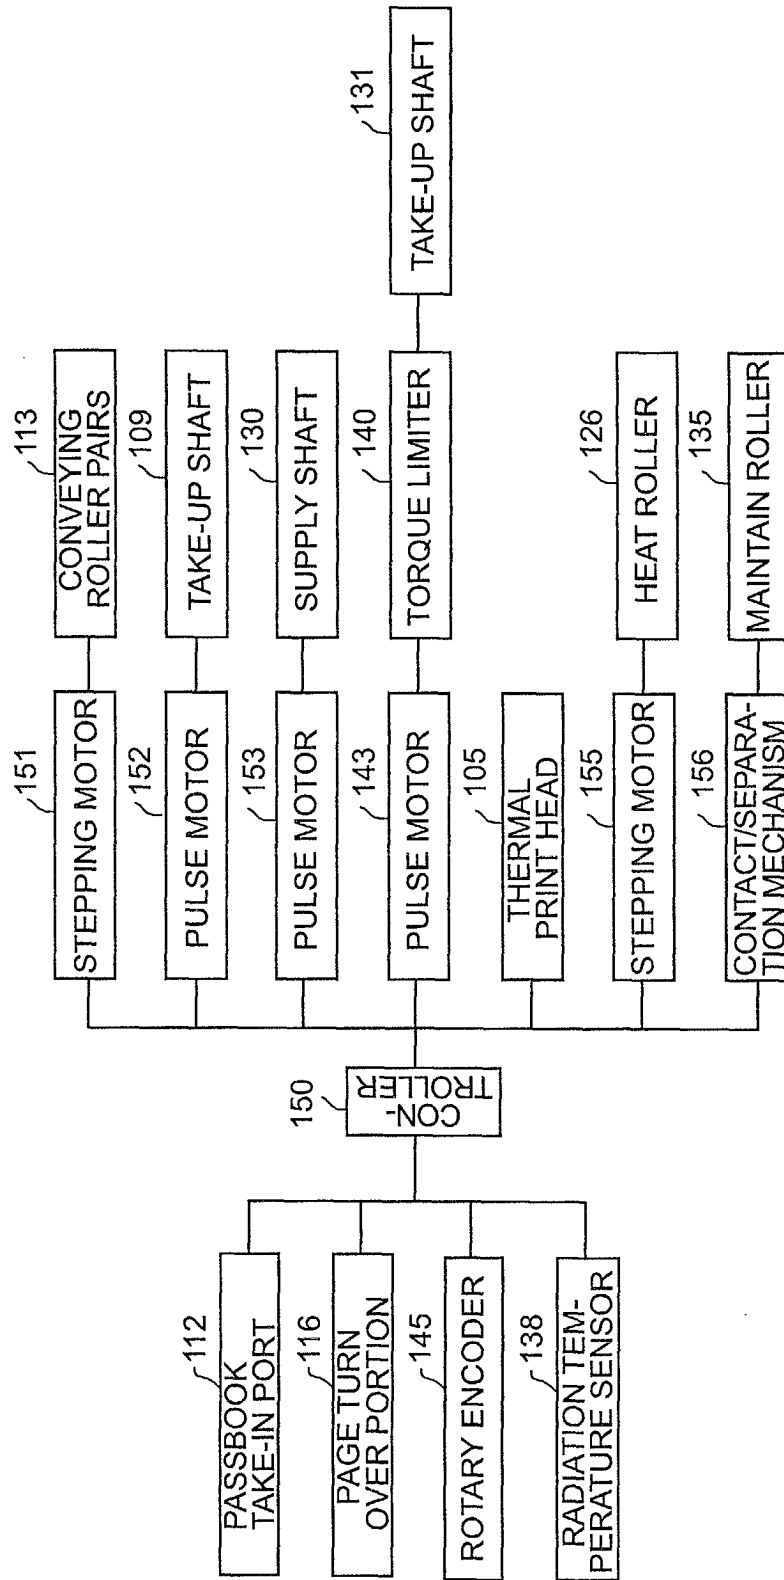 112
PASSBOOK
TAKE-IN PORT
116
PAGE TURN
OVER PORTION
145
ROTARY ENCODER
138
RADIATION TEM-
PERATURE SENSOR
150
CON-
TROLLER
151
STEPPING MOTOR
113
CONVEYING
ROLLER PAIRS
152
PULSE MOTOR
109
TAKE-UP SHAFT
153
PULSE MOTOR
130
SUPPLY SHAFT
143
PULSE MOTOR
140
TORQUE LIMITER
131
TAKE-UP SHAFT
105
THERMAL
PRINT HEAD
155
STEPPING MOTOR
126
HEAT ROLLER
156
CONTACT/SEPARA-
TION MECHANISM
135
MAINTAIN ROLLER